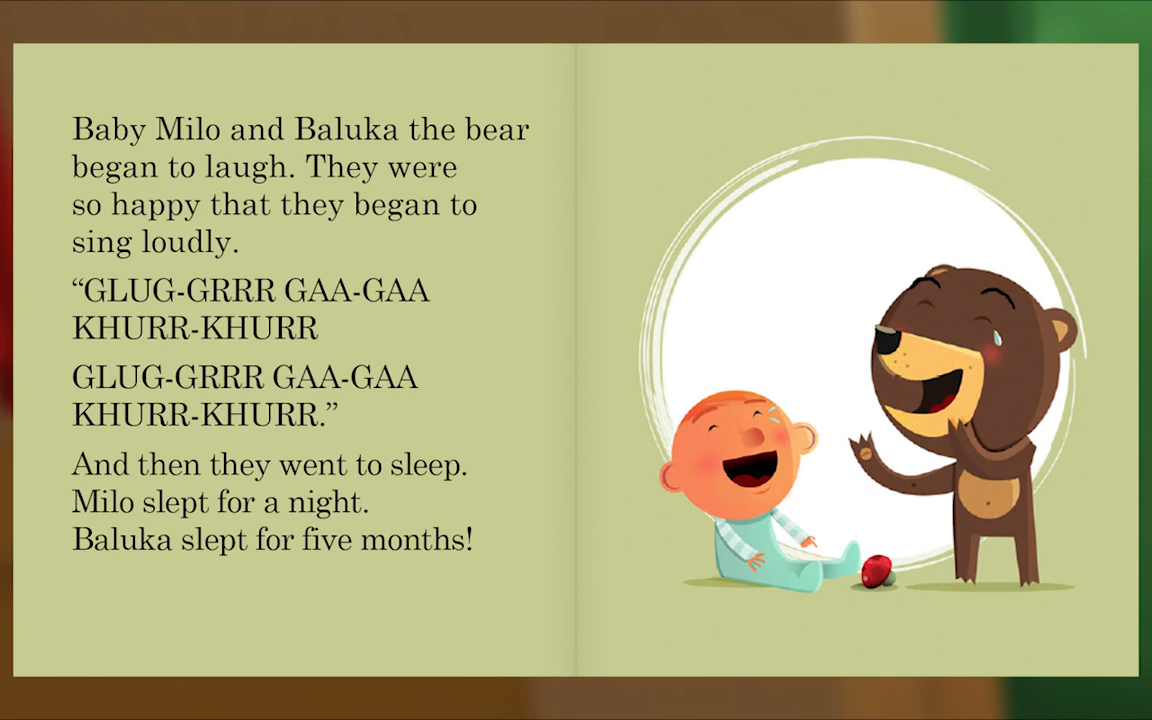 Baby Milo and Baluka the bear
began to laugh. They were
so happy that they began to
sing loudly.
“GLUG-GRRR GAA-GAA
KHURR-KHURR
GLUG-GRRR GAA-GAA
KHURR-KHURR.”
And then they went to sleep.
Milo slept for a night.
Baluka slept for five months!